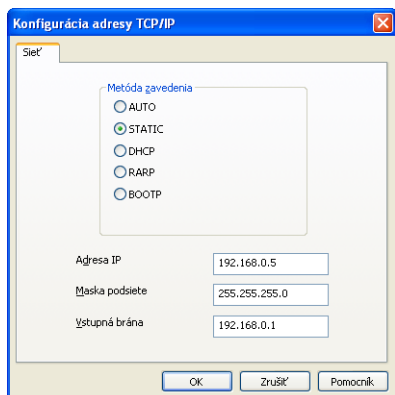 Konfigurácia adresy TCP/IP
Sieť
Metóda zavedenia
AUTO
STATIC
DHCP
RARP
BOOTP
Adresa IP 192.168.0.5
Maska podsiete 255.255.255.0
Vstupná brána 192.168.0.1
OK Zrušiť Pomocník